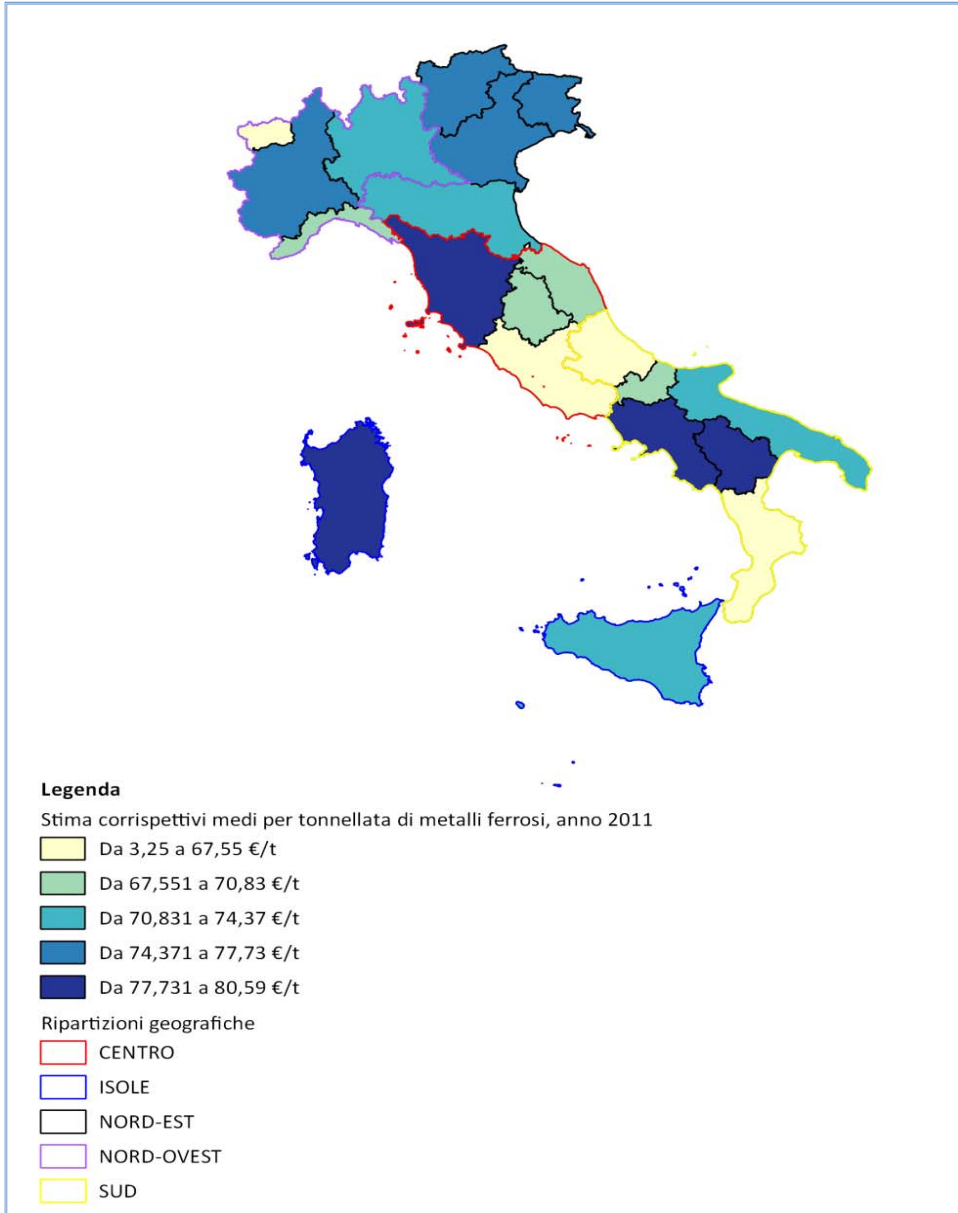 Legenda
Stima corrispettivi medi per tonnellata di metalli ferrosi, anno 2011
Da 3,25 a 67,55 €/t
Da 67,551 a 70,83 €/t
Da 70,831 a 74,37 €/t
Da 74,371 a 77,73 €/t
Da 77,731 a 80,59 €/t
Ripartizioni geografiche
CENTRO
ISOLE
NORD-EST
NORD-OVEST
SUD